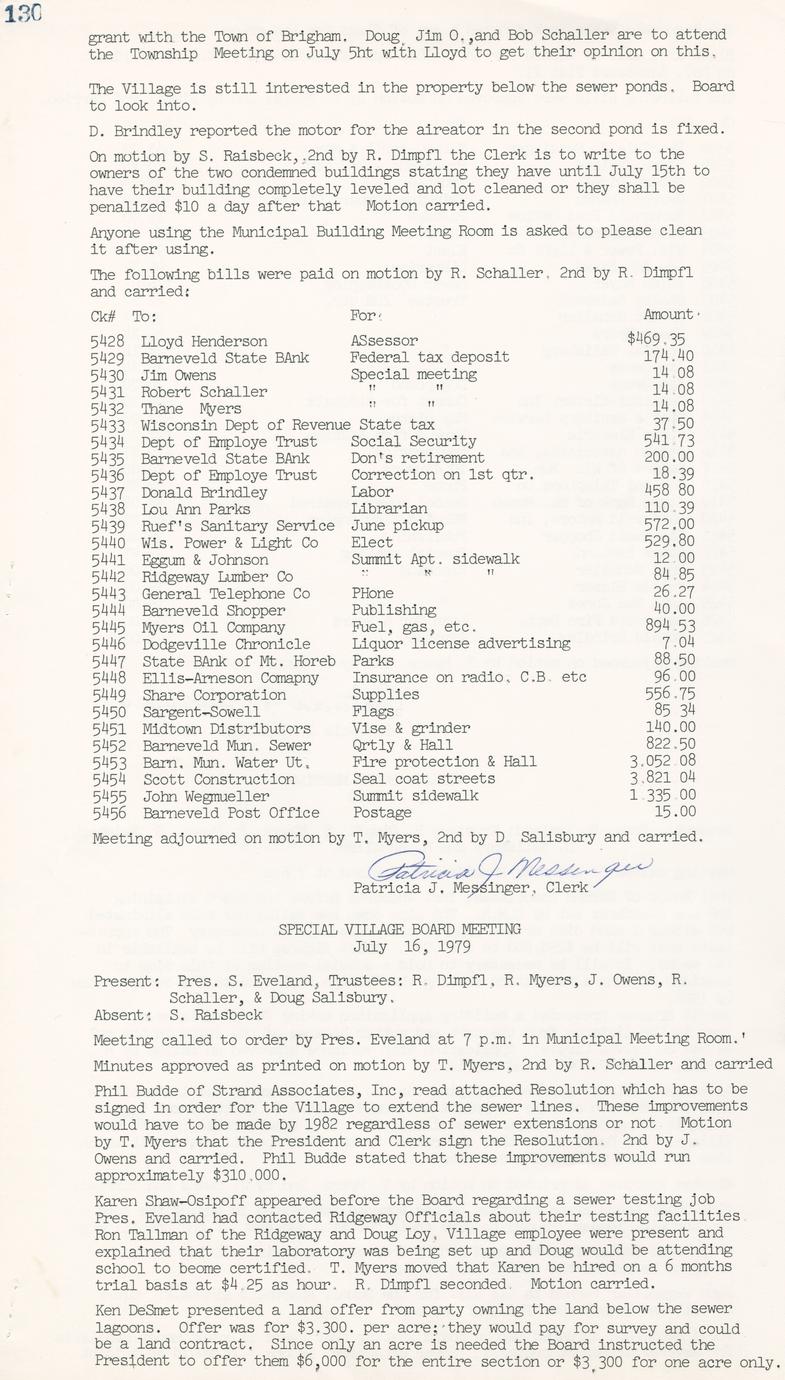 130
grant with the Town of Brigham. Doug, Jim O.,and Bob Schaller are to attend
the Township Meeting on July 5ht with Lloyd to get their opinion on this.
The Village is still interested in the property below the sewer ponds. Board
to look into.
D. Brindley reported the motor for the aireator in the second pond is fixed.
On motion by S. Raisbeck, 2nd by R. Dimpfl the Clerk is to write to the
owners of the two condemned buildings stating they have until July 15th to
have their building completely leveled and lot cleaned or they shall be
penalized $10 a day after that Motion carried.
Anyone using the Municipal Building Meeting Room is asked to please clean
it after using.
The following bills were paid on motion by R. Schaller, 2nd by R. Dimpfl
and carried:
Ck# To: For: Amount
5428 Lloyd Henderson ASsessor $469.35
5429 Barneveld State BAnk Federal tax deposit 174.40
5430 Jim Owens Special meeting 14.08
5431 Robert Schaller " " 14.08
5432 Thane Myers " " 14.08
5433 Wisconsin Dept of Revenue State tax 37.50
5434 Dept of Employe Trust Social Security 541.73
5435 Barneveld State BAnk Don's retirement 200.00
5436 Dept of Employe Trust Correction on 1st qtr. 18.39
5437 Donald Brindley Labor 458 80
5438 Lou Ann Parks Librarian 110.39
5439 Ruef's Sanitary Service June pickup 572.00
5440 Wis. Power & Light Co Elect 529.80
5441 Eggum & Johnson Summit Apt. sidewalk 12.00
5442 Ridgeway Lumber Co " " " 84.85
5443 General Telephone Co PHone 26.27
5444 Barneveld Shopper Publishing 40.00
5445 Myers Oil Company Fuel, gas, etc. 894.53
5446 Dodgeville Chronicle Liquor license advertising 7.04
5447 State BAnk of Mt. Horeb Parks 88.50
5448 Ellis-Arneson Comapny Insurance on radio, C.B. etc 96.00
5449 Share Corporation Supplies 556.75
5450 Sargent-Sowell Flags 85 34
5451 Midtown Distributors Vise & grinder 140.00
5452 Barneveld Mun. Sewer Qrtly & Hall 822.50
5453 Barn. Mun. Water Ut. Fire protection & Hall 3,052.08
5454 Scott Construction Seal coat streets 3,821 04
5455 John Wegmueller Summit sidewalk 1 335 00
5456 Barneveld Post Office Postage 15.00
Meeting adjourned on motion by T. Myers, 2nd by D Salisbury and carried.
Patricia J Messinger
Patricia J. Messinger, Clerk
SPECIAL VILLAGE BOARD MEETING
July 16, 1979
Present: Pres. S. Eveland, Trustees: R. Dimpfl, R. Myers, J. Owens, R.
Schaller, & Doug Salisbury.
Absent: S. Raisbeck
Meeting called to order by Pres. Eveland at 7 p.m. in Municipal Meeting Room.'
Minutes approved as printed on motion by T. Myers, 2nd by R. Schaller and carried
Phil Budde of Strand Associates, Inc, read attached Resolution which has to be
signed in order for the Village to extend the sewer lines. These improvements
would have to be made by 1982 regardless of sewer extensions or not Motion
by T. Myers that the President and Clerk sign the Resolution. 2nd by J.
Owens and carried. Phil Budde stated that these improvements would run
approximately $310,000.
Karen Shaw-Osipoff appeared before the Board regarding a sewer testing job
Pres. Eveland had contacted Ridgeway Officials about their testing facilities
Ron Tallman of the Ridgeway and Doug Loy, Village employee were present and
explained that their laboratory was being set up and Doug would be attending
school to beome certified. T. Myers moved that Karen be hired on a 6 months
trial basis at $4.25 as hour. R. Dimpfl seconded. Motion carried.
Ken DeSmet presented a land offer from party owning the land below the sewer
lagoons. Offer was for $3.300. per acre; they would pay for survey and could
be a land contract. Since only an acre is needed the Board instructed the
President to offer them $6,000 for the entire section or $3,300 for one acre only.